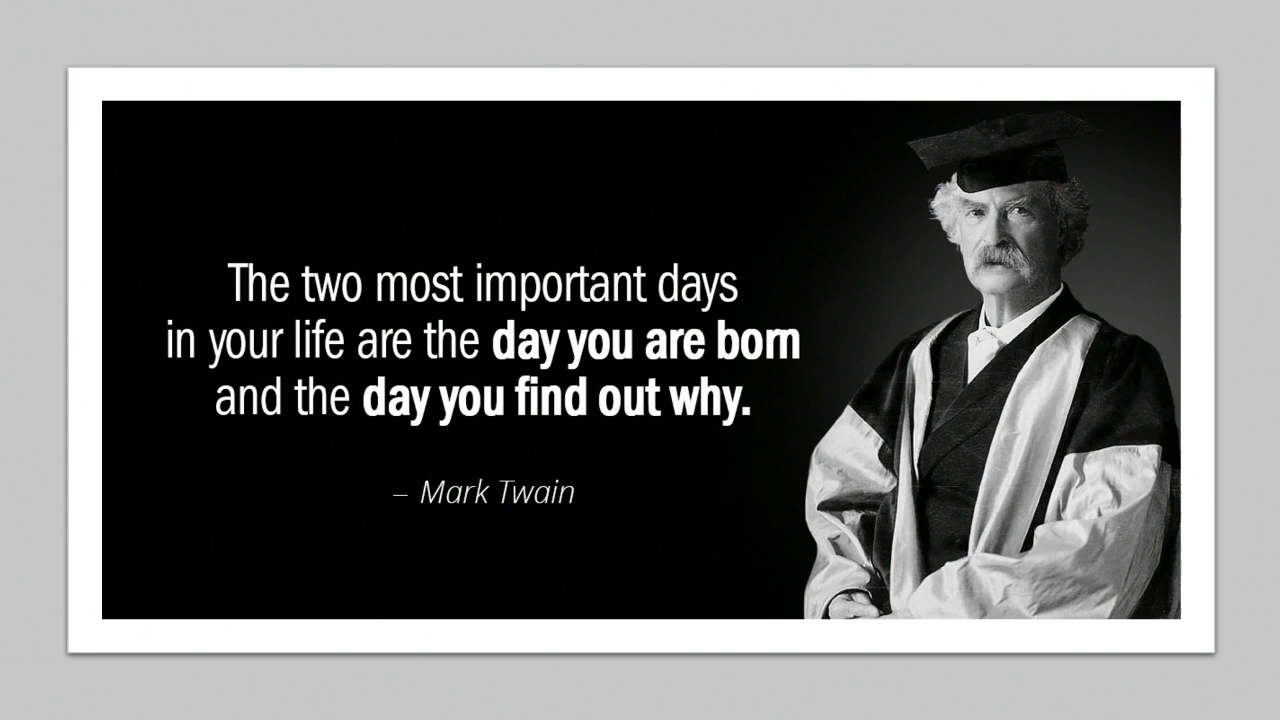 The two most important days
in your life are the day you are born
and the day you find out why.
– Mark Twain